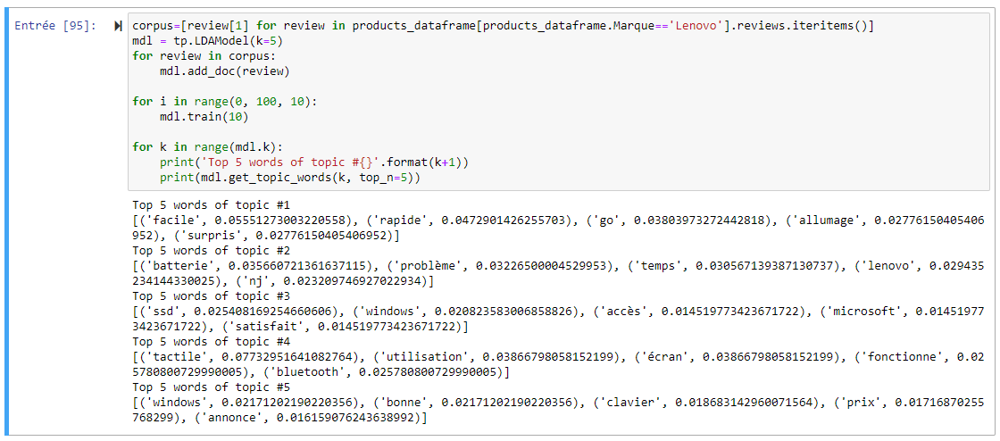 Entrée [95]:
corpus=[review[1] for review in products_dataframe[products_dataframe.Marque=='Lenovo'].reviews.iteritems()]
mdl = tp.LDAModel(k=5)
for review in corpus:
    mdl.add_doc(review)
for i in range(0, 100, 10):
    mdl.train(10)
for k in range(mdl.k):
    print('Top 5 words of topic #{}'.format(k+1))
    print(mdl.get_topic_words(k, top_n=5))
Top 5 words of topic #1
[('facile', 0.05551273003220558), ('rapide', 0.0472901426255703), ('go', 0.03803973272442818), ('allumage', 0.02776150405406
952), ('surpris', 0.02776150405406952)]
Top 5 words of topic #2
[('batterie', 0.035660721361637115), ('problème', 0.03226500004529953), ('temps', 0.030567139387130737), ('lenovo', 0.029435
234144330025), ('nj', 0.023209746927022934)]
Top 5 words of topic #3
[('ssd', 0.025408169254660606), ('windows', 0.020823583006858826), ('accès', 0.014519773423671722), ('microsoft', 0.01451977
3423671722), ('satisfait', 0.014519773423671722)]
Top 5 words of topic #4
[('tactile', 0.07732951641082764), ('utilisation', 0.03866798058152199), ('écran', 0.03866798058152199), ('fonctionne', 0.02
5780800729990005), ('bluetooth', 0.025780800729990005)]
Top 5 words of topic #5
[('windows', 0.02171202190220356), ('bonne', 0.02171202190220356), ('clavier', 0.018683142960071564), ('prix', 0.01716870255
768299), ('annonce', 0.016159076243638992)]